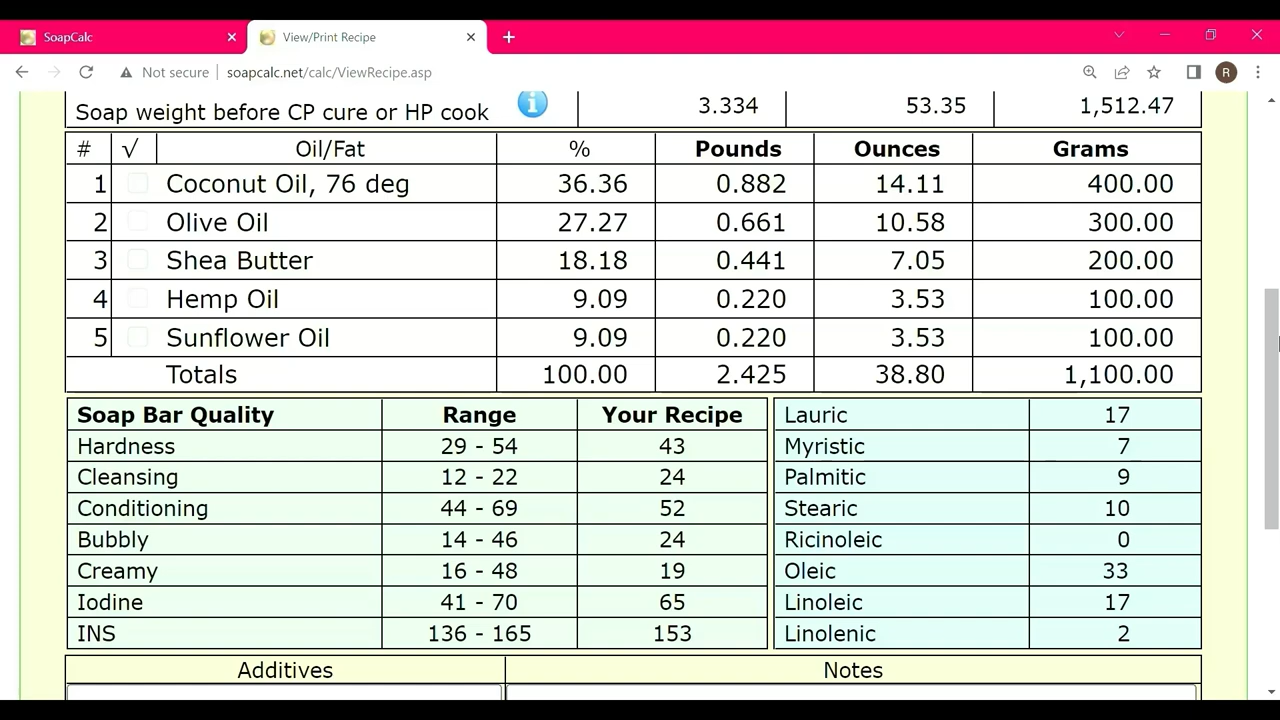 SoapCalc
View/Print Recipe
Not secure soapcalc.net/calc/ViewRecipe.asp R
Soap weight before CP cure or HP cook i 3.334 53.35 1,512.47
# √ Oil/Fat % Pounds Ounces Grams
1 Coconut Oil, 76 deg 36.36 0.882 14.11 400.00
2 Olive Oil 27.27 0.661 10.58 300.00
3 Shea Butter 18.18 0.441 7.05 200.00
4 Hemp Oil 9.09 0.220 3.53 100.00
5 Sunflower Oil 9.09 0.220 3.53 100.00
Totals 100.00 2.425 38.80 1,100.00
Soap Bar Quality Range Your Recipe Lauric 17
Hardness 29 - 54 43 Myristic 7
Cleansing 12 - 22 24 Palmitic 9
Conditioning 44 - 69 52 Stearic 10
Bubbly 14 - 46 24 Ricinoleic 0
Creamy 16 - 48 19 Oleic 33
Iodine 41 - 70 65 Linoleic 17
INS 136 - 165 153 Linolenic 2
Additives Notes